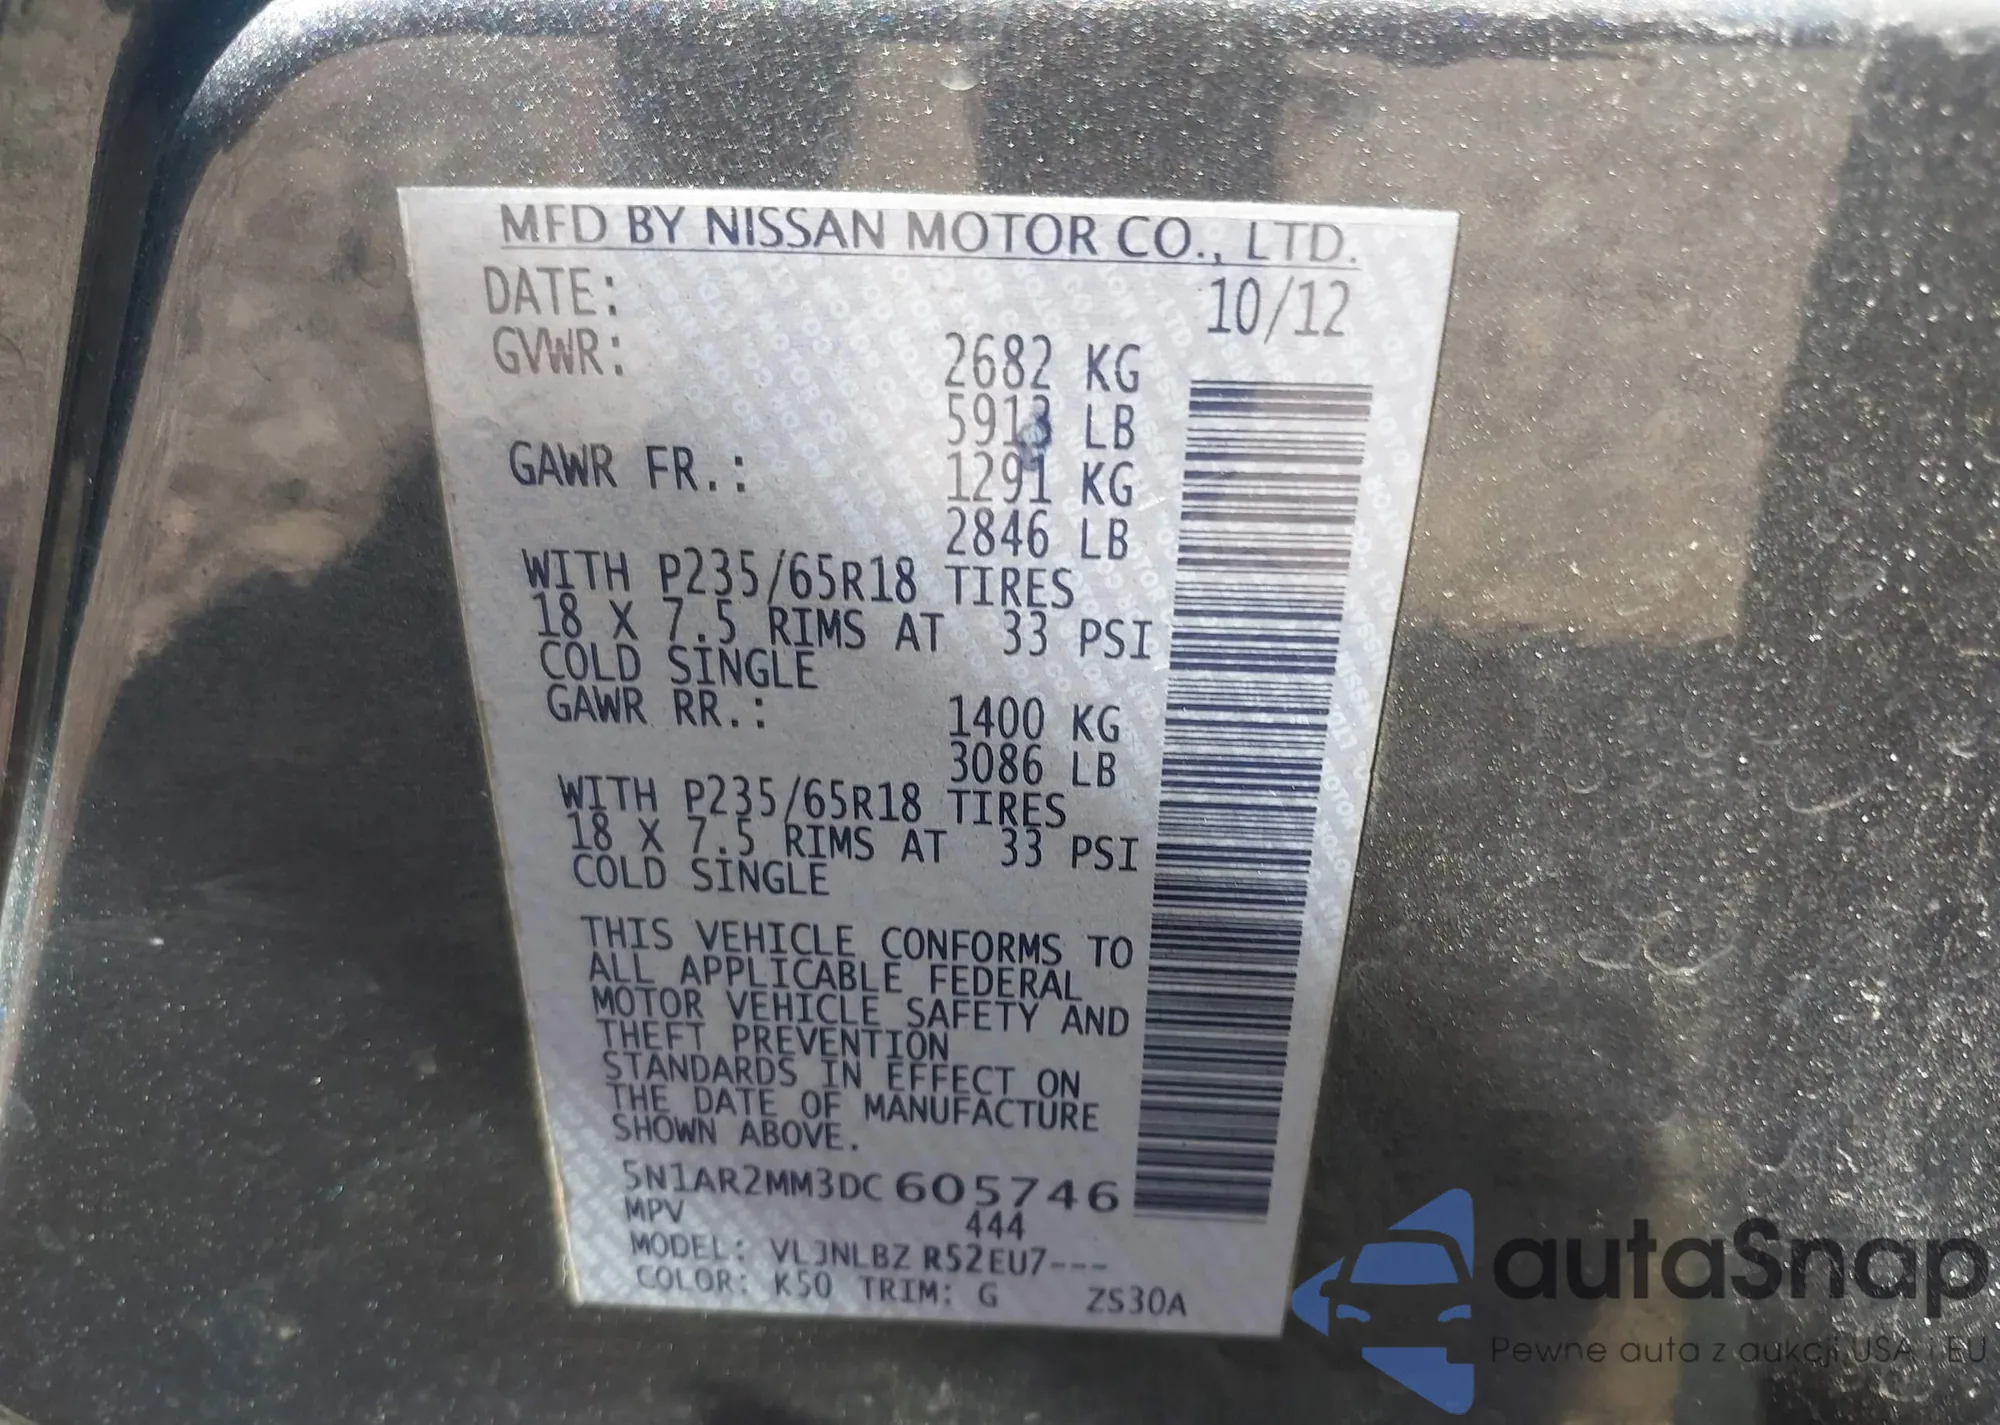 MFD BY NISSAN MOTOR CO., LTD.
DATE: 10/12
GVWR: 2682 KG
5913 LB
GAWR FR.: 1291 KG
2846 LB
WITH P235/65R18 TIRES
18 X 7.5 RIMS AT 33 PSI
COLD SINGLE
GAWR RR.: 1400 KG
3086 LB
WITH P235/65R18 TIRES
18 X 7.5 RIMS AT 33 PSI
COLD SINGLE
THIS VEHICLE CONFORMS TO
ALL APPLICABLE FEDERAL
MOTOR VEHICLE SAFETY AND
THEFT PREVENTION
STANDARDS IN EFFECT ON
THE DATE OF MANUFACTURE
SHOWN ABOVE.
5N1AR2MM3DC605746
MPV 444
MODEL: VLJNLBZ R52EU7---
COLOR: K50 TRIM: G ZS30A
autaSnap
Pewne auta z aukcji USA i EU